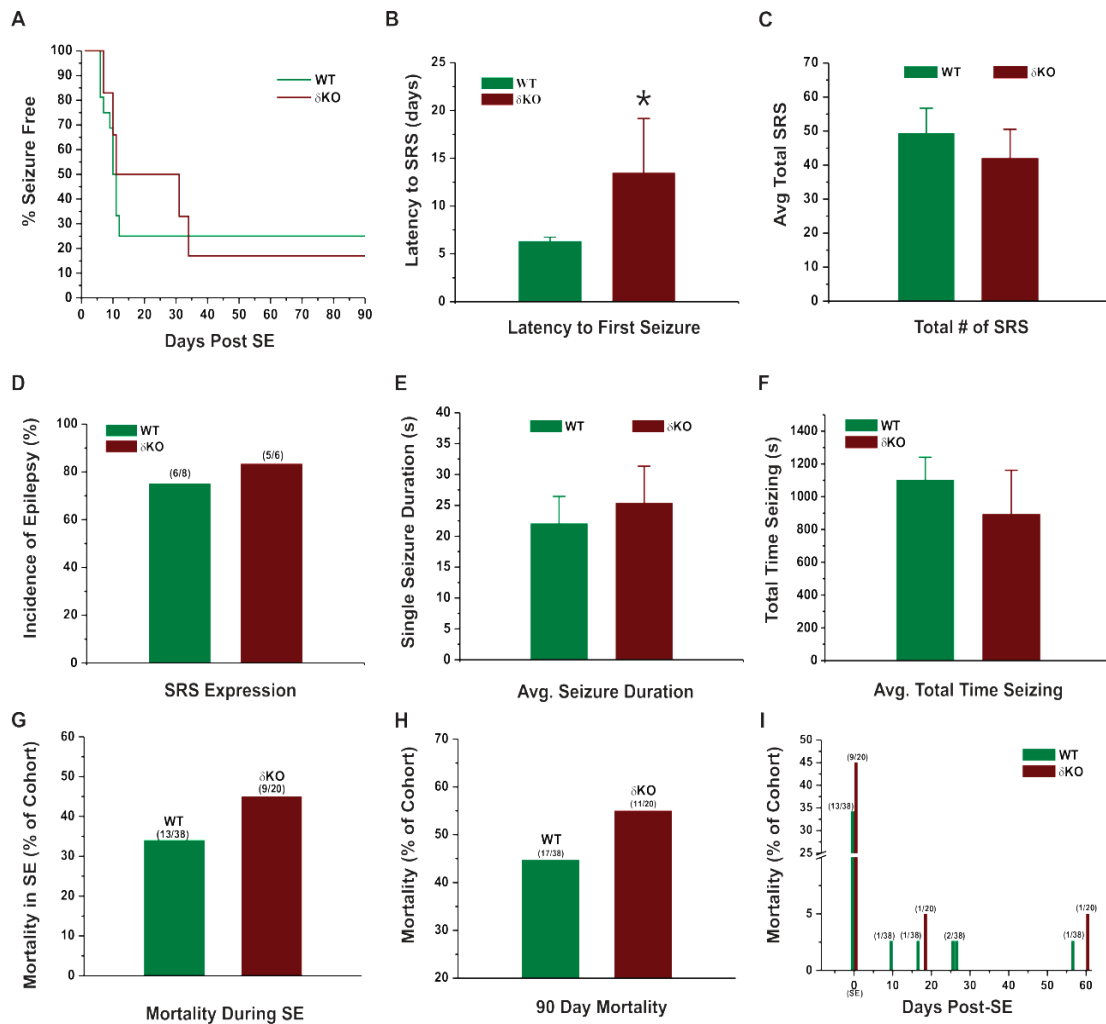 A
100
90
80
70
60
50
40
30
20
10
0
% Seizure Free
WT
δKO
0 10 20 30 40 50 60 70 80 90
Days Post SE
B
25
20
15
10
5
0
Latency to SRS (days)
WT
δKO
*
Latency to First Seizure
C
70
60
50
40
30
20
10
0
Avg Total SRS
WT δKO
Total # of SRS
D
100
80
60
40
20
0
Incidence of Epilepsy (%)
WT
δKO
(6/8)
(5/6)
SRS Expression
E
40
35
30
25
20
15
10
5
0
Single Seizure Duration (s)
WT δKO
Avg. Seizure Duration
F
1400
1200
1000
800
600
400
200
0
Total Time Seizing (s)
WT
δKO
Avg. Total Time Seizing
G
60
50
40
30
20
10
0
Mortality in SE (% of Cohort)
WT
(13/38)
δKO
(9/20)
Mortality During SE
H
70
60
50
40
30
20
Mortality (% of Cohort)
WT
(17/38)
δKO
(11/20)
90 Day Mortality
I
50
45
40
35
30
25
5
0
Mortality (% of Cohort)
WT
δKO
(9/20)
(13/38)
(1/38)
(1/38)
(1/20)
(2/38)
(1/38)
(1/20)
0 10 20 30 40 50 60
(SE)
Days Post-SE